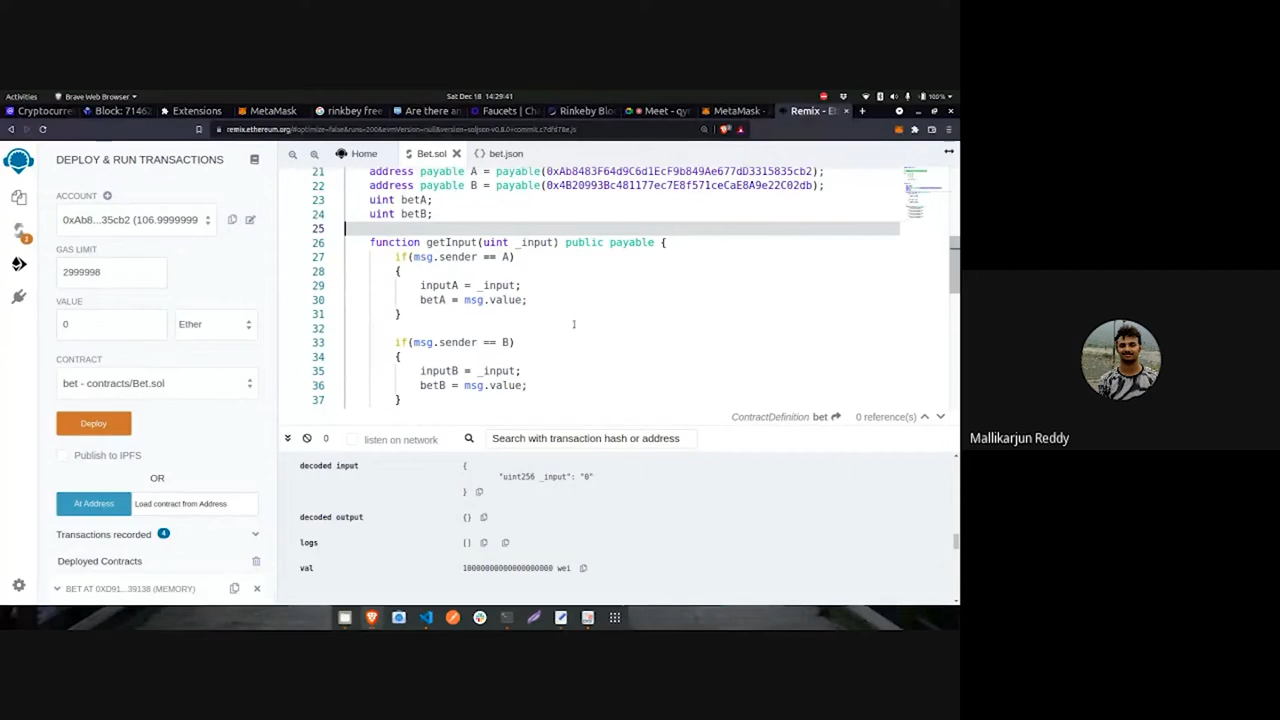 Activities
Brave Web Browser
Sat Dec 18 14:29:41
100%
Cryptocurre
Block: 7146
Extensions
MetaMask
rinkbey free
Are there an
Faucets | Cha
Rinkeby Blo
Meet - qy
MetaMask -
Remix - Et
DEPLOY & RUN TRANSACTIONS
ACCOUNT
0xAb8...35cb2 (106.9999999
GAS LIMIT
2999998
VALUE
0
Ether
CONTRACT
bet - contracts/Bet.sol
Deploy
Publish to IPFS
OR
At Address
Load contract from Address
Transactions recorded 4
Deployed Contracts
BET AT 0XD91...39138 (MEMORY)
Home
Bet.sol
bet.json
21 address payable A = payable(0xAb8483F64d9C6d1EcF9b849Ae677dD3315835cb2);
22 address payable B = payable(0x4B20993Bc481177ec7E8f571ceCaE8A9e22C02db);
23 uint betA;
24 uint betB;
25
26 function getInput(uint _input) public payable {
27 if(msg.sender == A)
28 {
29 inputA = _input;
30 betA = msg.value;
31 }
32
33 if(msg.sender == B)
34 {
35 inputB = _input;
36 betB = msg.value;
37 }
ContractDefinition bet
0 reference(s)
0
listen on network
Search with transaction hash or address
decoded input
{
"uint256 _input": "0"
}
decoded output
{}
logs
[]
val
Mallikarjun Reddy